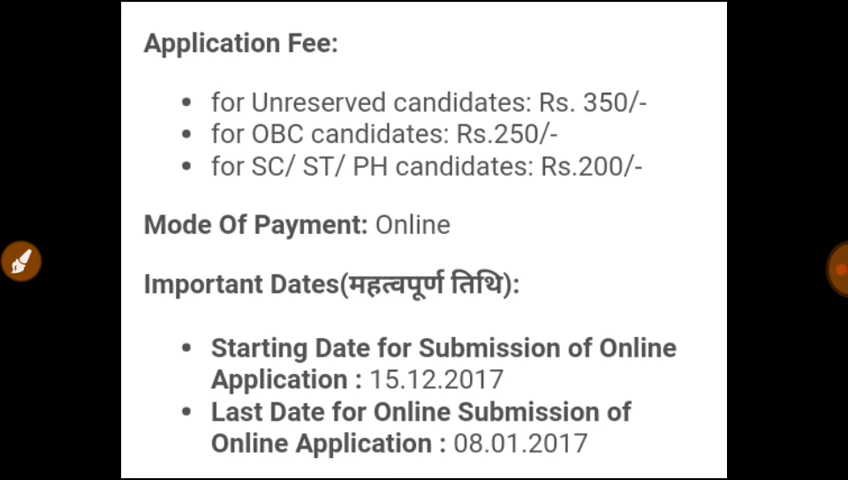 Application Fee:
for Unreserved candidates: Rs. 350/-
for OBC candidates: Rs.250/-
for SC/ ST/ PH candidates: Rs.200/-
Mode Of Payment: Online
Important Dates(महत्वपूर्ण तिथि):
Starting Date for Submission of Online
Application : 15.12.2017
Last Date for Online Submission of
Online Application : 08.01.2017